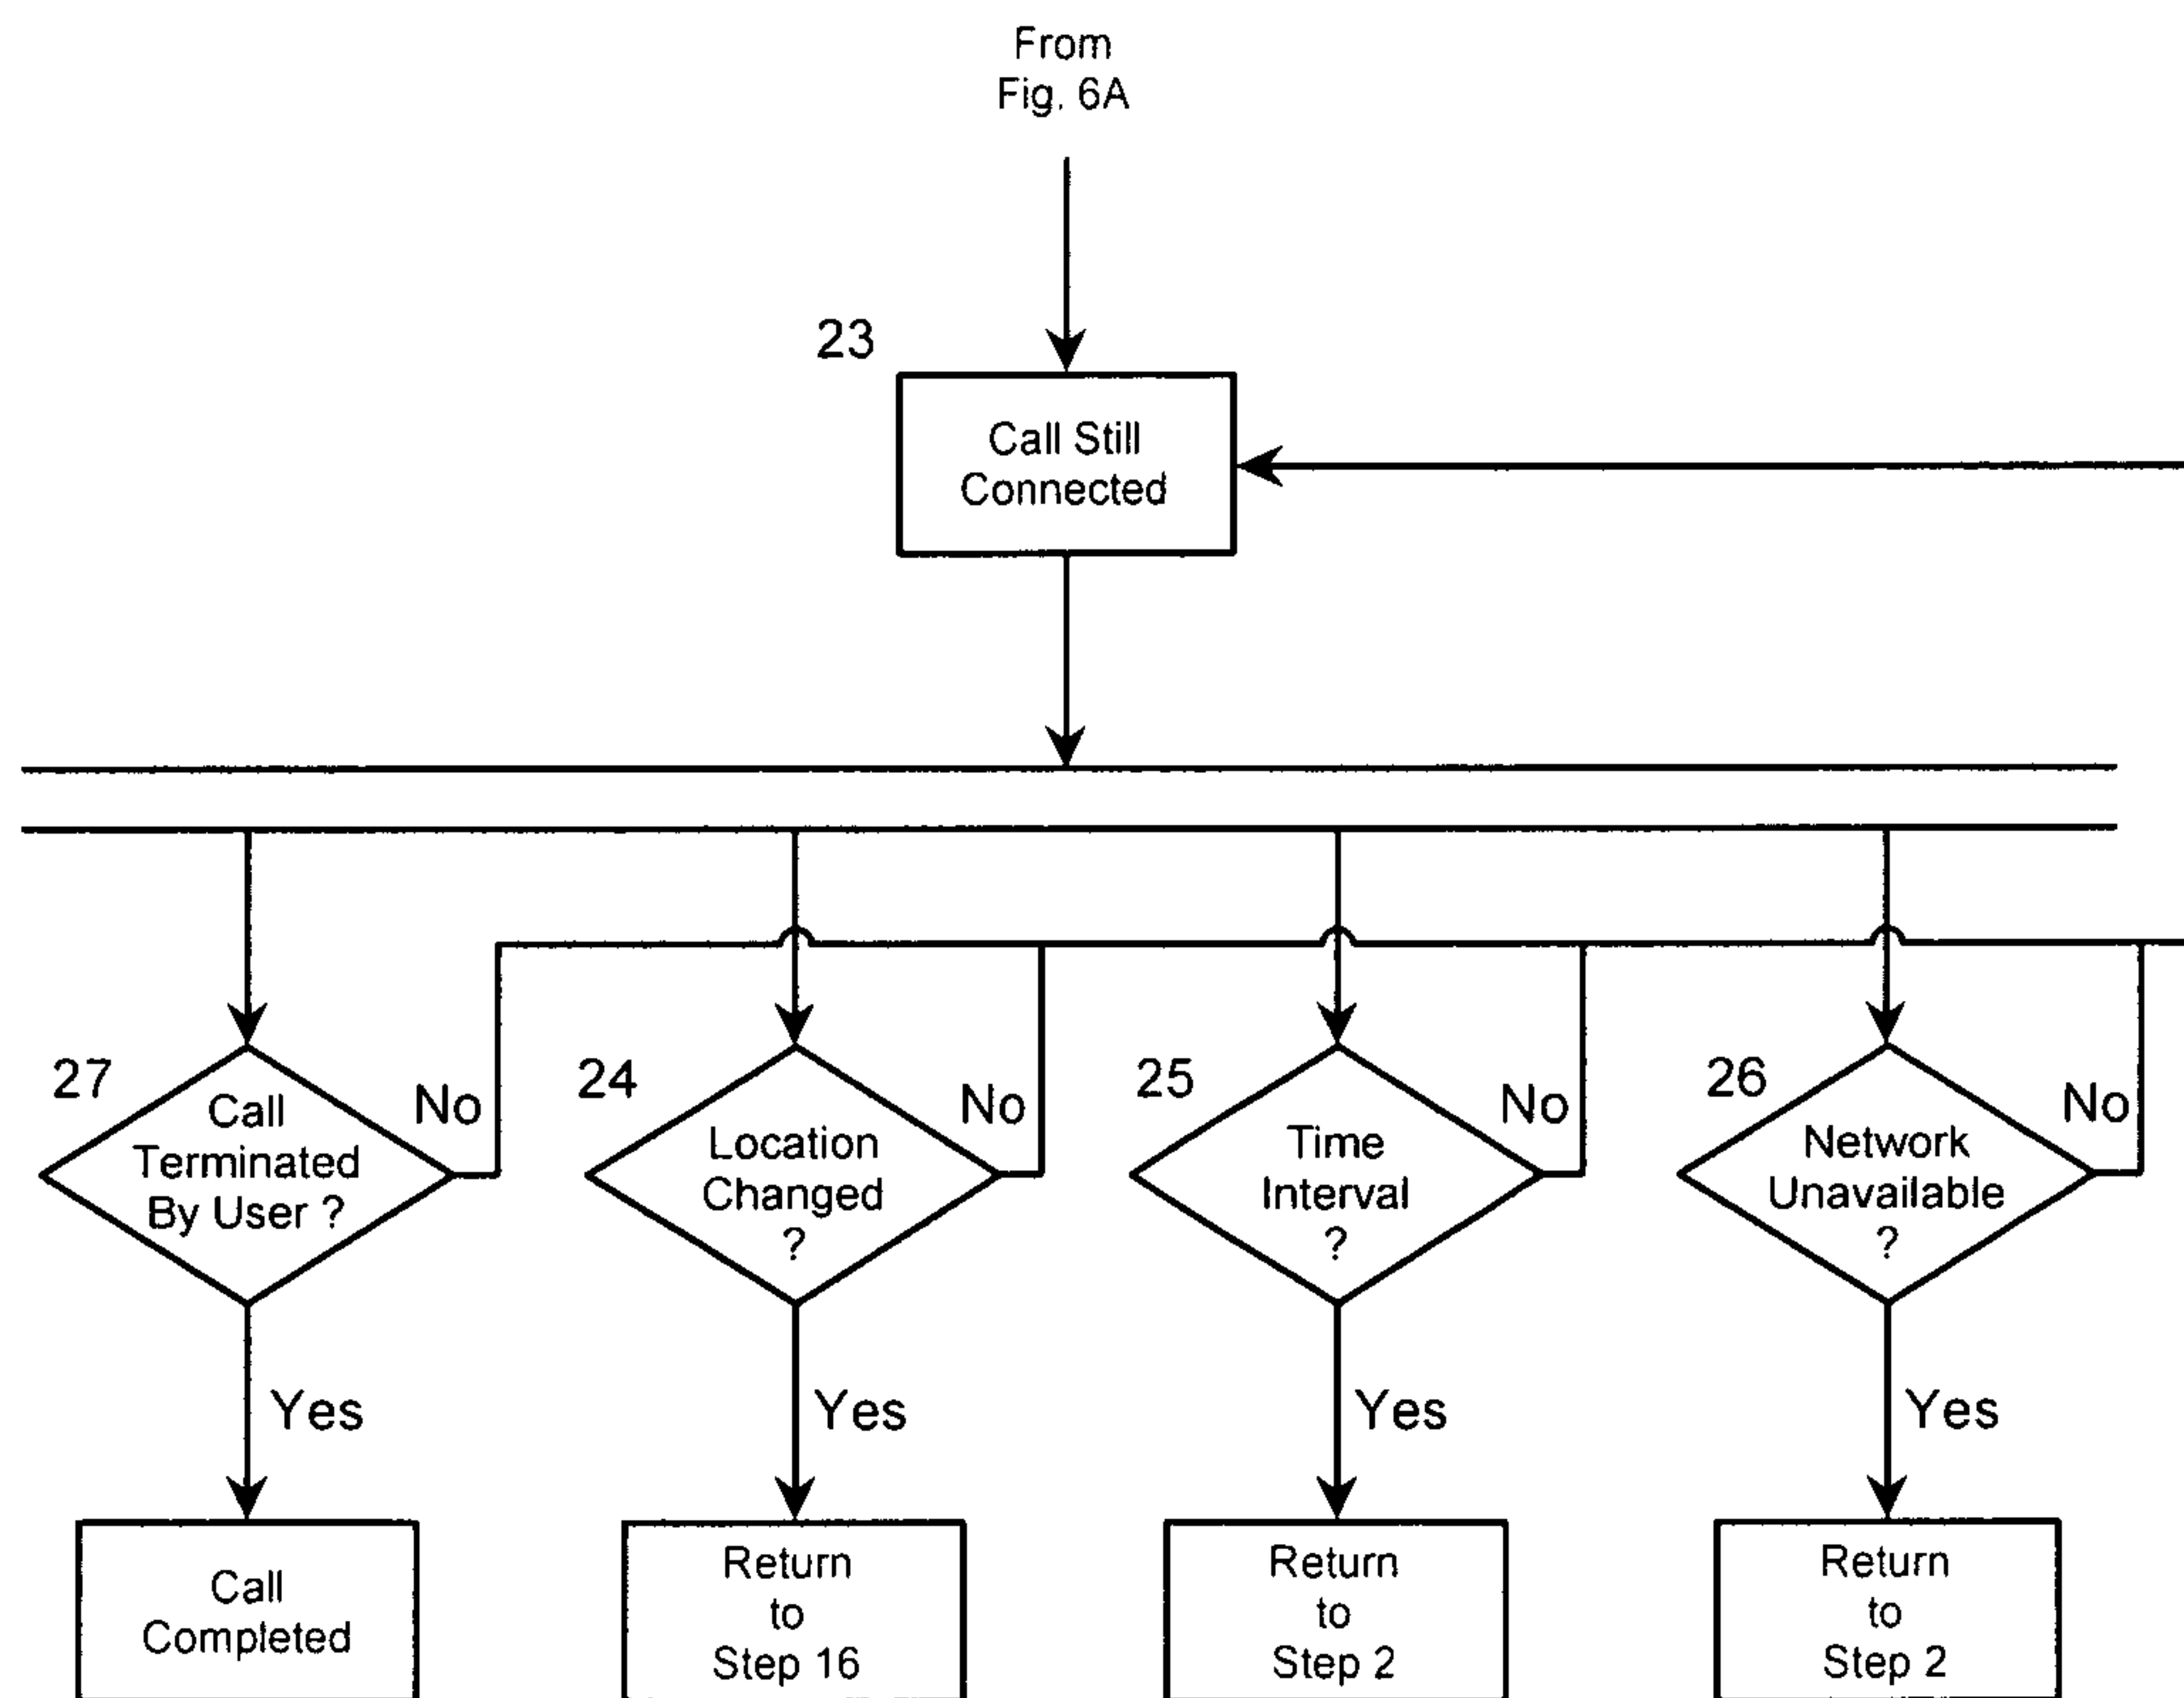 From
Fig. 6A
23
Call Still
Connected
27
Call
Terminated
By User ?
No
24
Location
Changed
?
No
25
Time
Interval
?
No
26
Network
Unavailable
?
No
Yes
Yes
Yes
Yes
Call
Completed
Return
to
Step 16
Return
to
Step 2
Return
to
Step 2